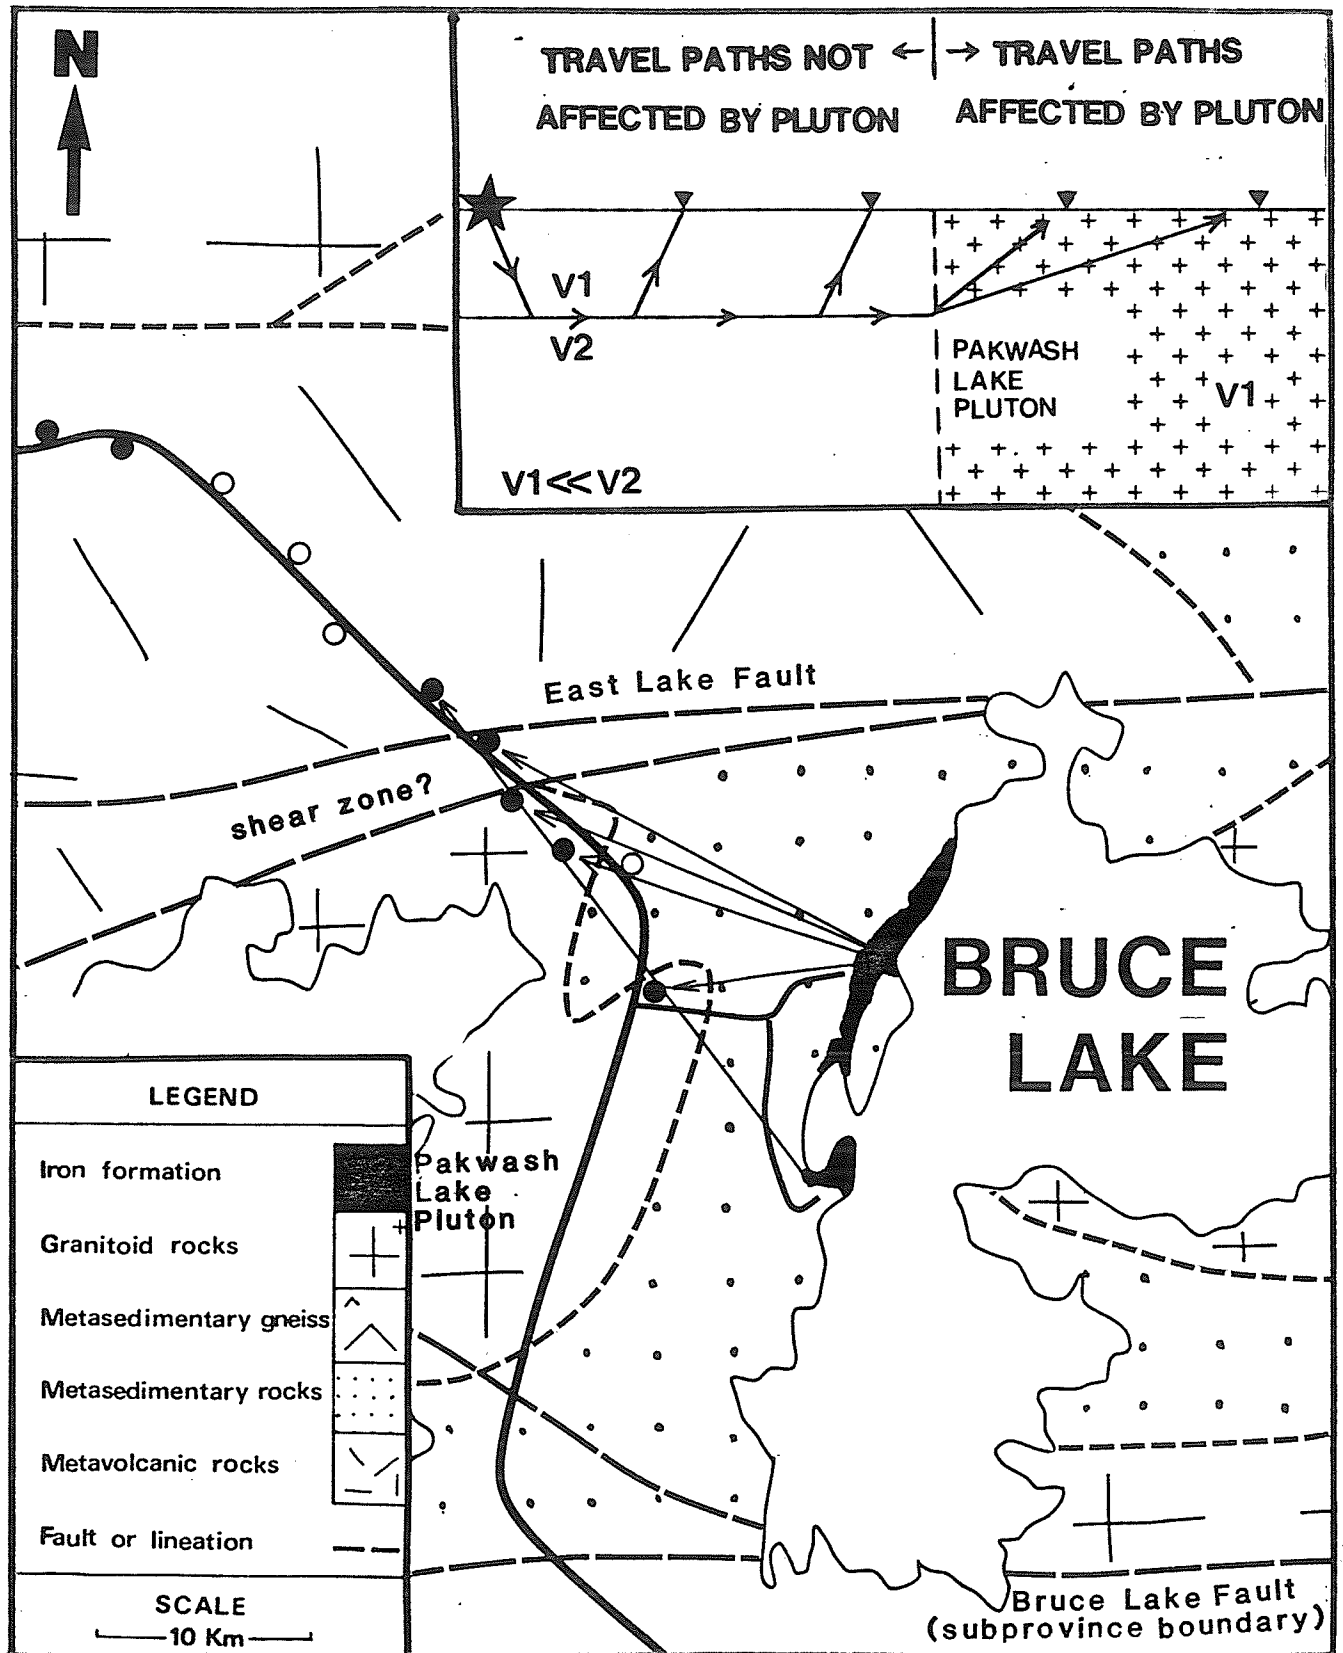 N
TRAVEL PATHS NOT ← | → TRAVEL PATHS
AFFECTED BY PLUTON AFFECTED BY PLUTON
V1
V2
PAKWASH
LAKE
PLUTON
V1
V1<<V2
East Lake Fault
shear zone?
BRUCE
LAKE
LEGEND
Iron formation
Granitoid rocks
Metasedimentary gneiss
Metasedimentary rocks
Metavolcanic rocks
Fault or lineation
SCALE
10 Km
Pakwash
Lake
Pluton
Bruce Lake Fault
(subprovince boundary)